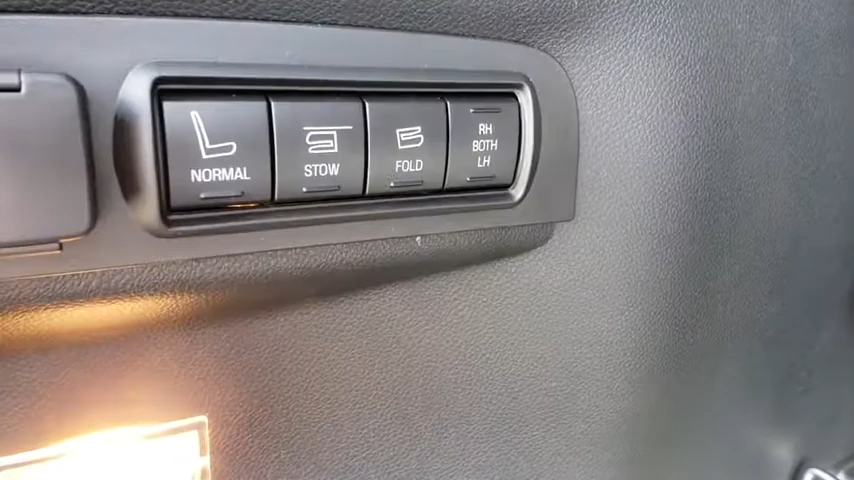 NORMAL
STOW
FOLD
RH
BOTH
LH